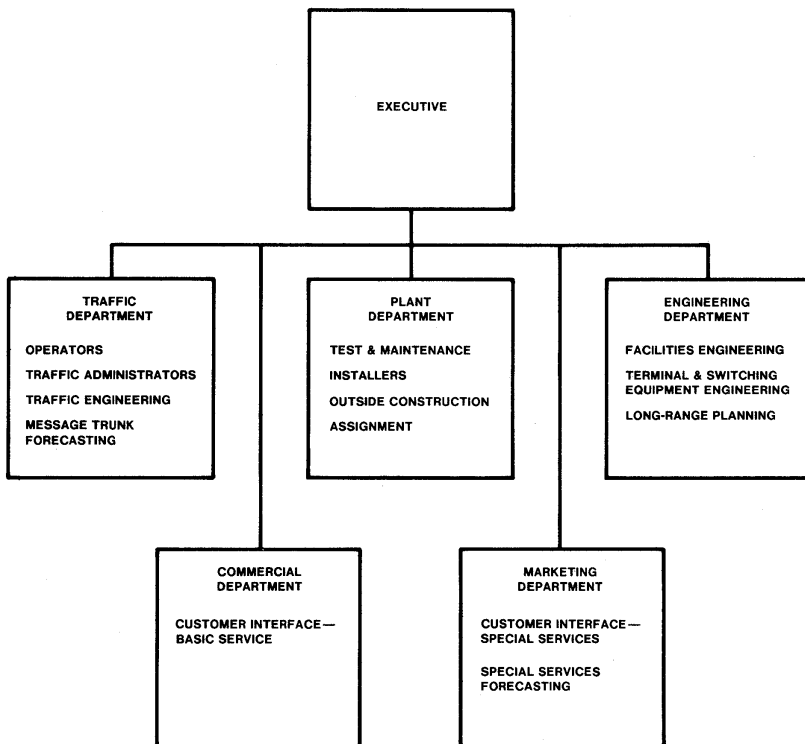 EXECUTIVE
TRAFFIC
DEPARTMENT
OPERATORS
TRAFFIC ADMINISTRATORS
TRAFFIC ENGINEERING
MESSAGE TRUNK
FORECASTING
PLANT
DEPARTMENT
TEST & MAINTENANCE
INSTALLERS
OUTSIDE CONSTRUCTION
ASSIGNMENT
ENGINEERING
DEPARTMENT
FACILITIES ENGINEERING
TERMINAL & SWITCHING
EQUIPMENT ENGINEERING
LONG-RANGE PLANNING
COMMERCIAL
DEPARTMENT
CUSTOMER INTERFACE—
BASIC SERVICE
MARKETING
DEPARTMENT
CUSTOMER INTERFACE—
SPECIAL SERVICES
SPECIAL SERVICES
FORECASTING